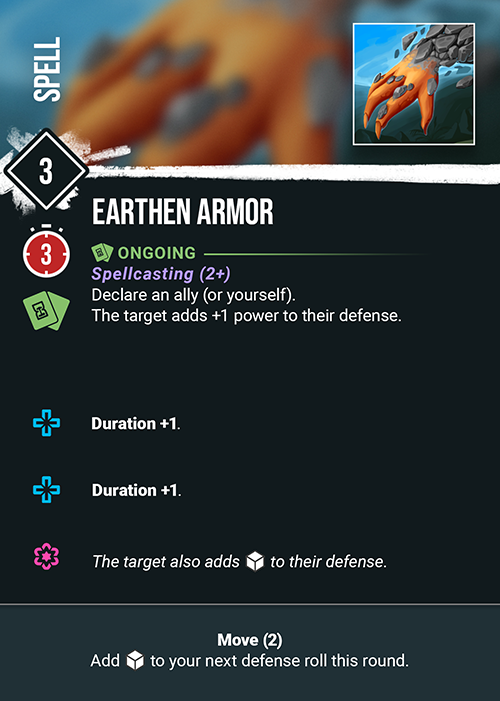 SPELL
3
EARTHEN ARMOR
3
ONGOING
Spellcasting (2+)
Declare an ally (or yourself).
The target adds +1 power to their defense.
Duration +1.
Duration +1.
The target also adds to their defense.
Move (2)
Add to your next defense roll this round.